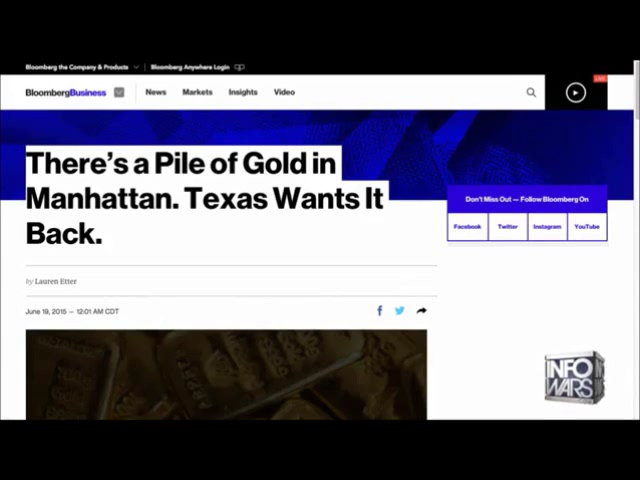 Bloomberg the Company & Products
Bloomberg Anywhere Login
LIVE
BloombergBusiness
News
Markets
Insights
Video
There's a Pile of Gold in
Manhattan. Texas Wants It
Back.
Don't Miss Out — Follow Bloomberg On
Facebook
Twitter
Instagram
YouTube
by Lauren Etter
June 19, 2015 — 12:01 AM CDT
INFO
WARS